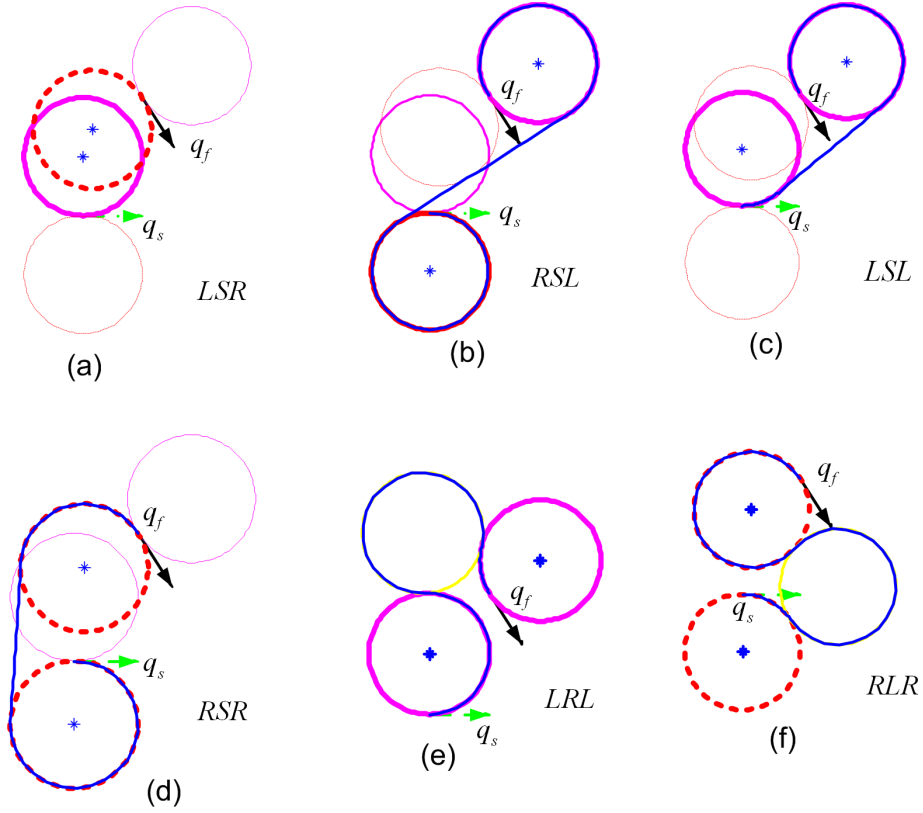 q_f
q_s
LSR
(a)
q_f
q_s
RSL
(b)
q_f
q_s
LSL
(c)
q_f
q_s
RSR
(d)
q_f
LRL
q_s
(e)
q_f
q_s
RLR
(f)